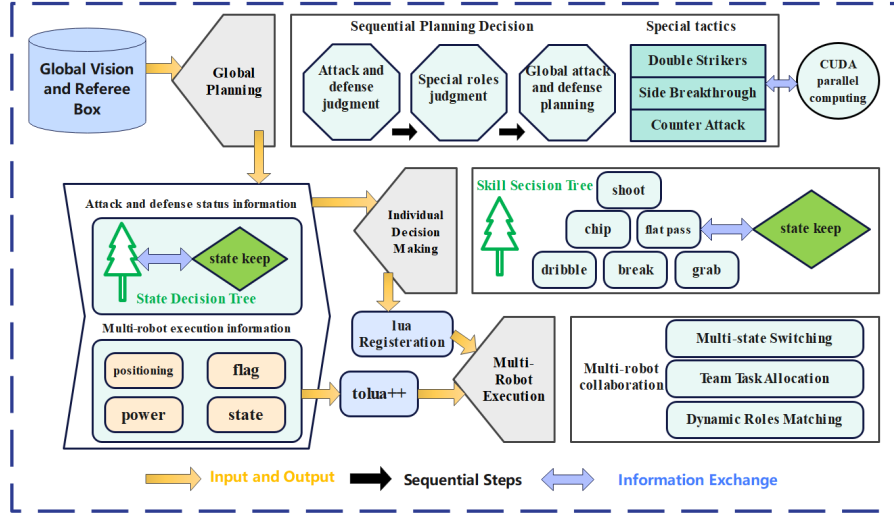 Global Vision
and Referee
Box
Global
Planning
Sequential Planning Decision
Attack and
defense
judgment
Special roles
judgment
Global attack
and defense
planning
Special tactics
Double Strikers
Side Breakthrough
Counter Attack
CUDA
parallel
computing
Attack and defense status information
state keep
State Decision Tree
Multi-robot execution information
positioning
flag
power
state
Individual
Decision
Making
Skill Secision Tree
shoot
chip
flat pass
dribble
break
grab
state keep
lua
Registeration
tolua++
Multi-
Robot
Execution
Multi-robot
collaboration
Multi-state Switching
Team Task Allocation
Dynamic Roles Matching
Input and Output
Sequential Steps
Information Exchange